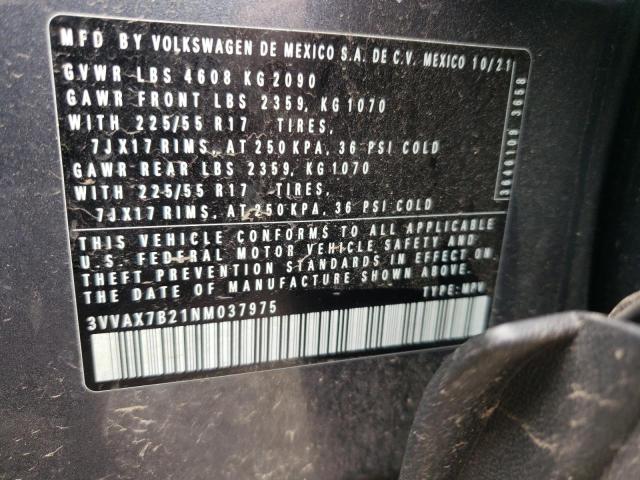 MFD BY VOLKSWAGEN DE MEXICO S.A. DE C.V. MEXICO 10/21
GVWR LBS 4608 KG 2090
GAWR FRONT LBS 2359, KG 1070
WITH 225/55 R17 TIRES,
7JX17 RIMS, AT 250 KPA, 36 PSI COLD
GAWR REAR LBS 2359, KG 1070
WITH 225/55 R17 TIRES,
7JX17 RIMS, AT 250 KPA, 36 PSI COLD
THIS VEHICLE CONFORMS TO ALL APPLICABLE
U.S. FEDERAL MOTOR VEHICLE SAFETY AND
THEFT PREVENTION STANDARDS IN EFFECT ON
THE DATE OF MANUFACTURE SHOWN ABOVE.
TYPE: MPV
3VVAX7B21NM037975